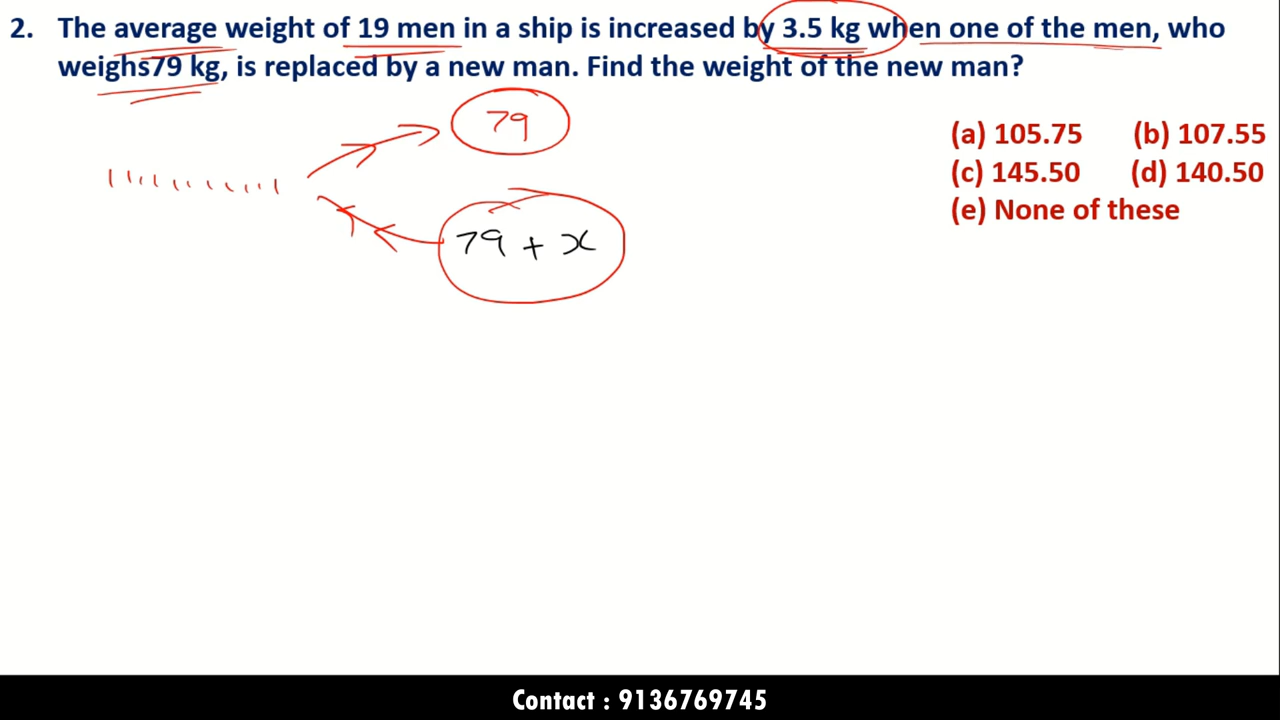 2. The average weight of 19 men in a ship is increased by 3.5 kg when one of the men, who
weighs79 kg, is replaced by a new man. Find the weight of the new man?
79
(a) 105.75 (b) 107.55
(c) 145.50 (d) 140.50
(e) None of these
79 + x
Contact : 9136769745